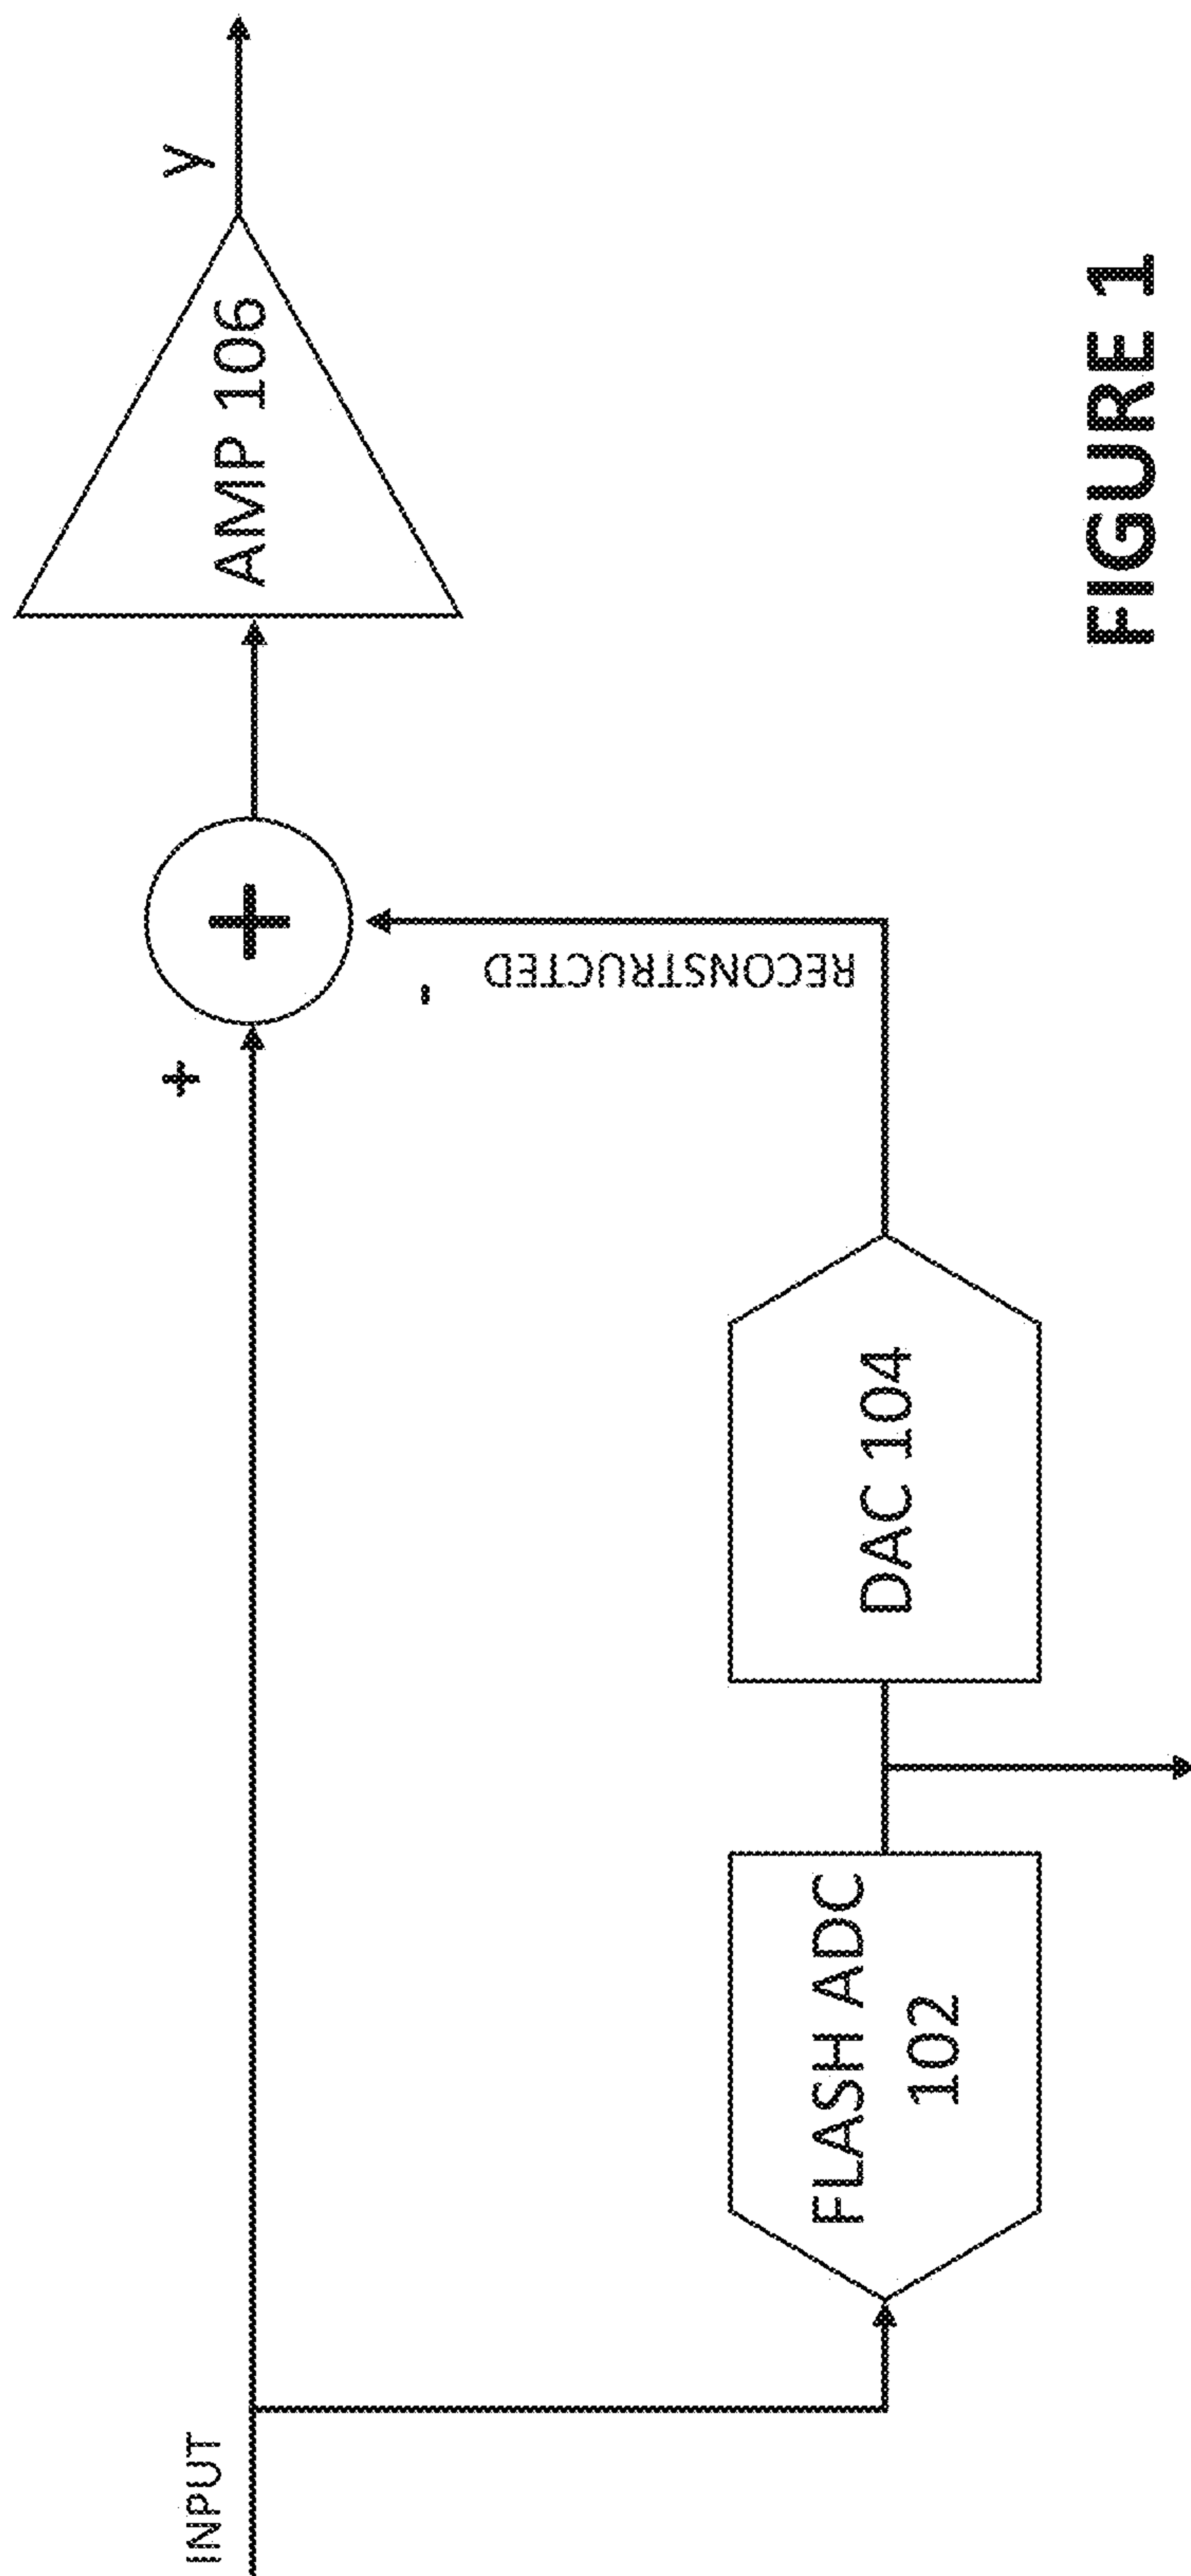 INPUT
+
+
-
RECONSTRUCTED
AMP 106
y
FLASH ADC
102
DAC 104
FIGURE 1